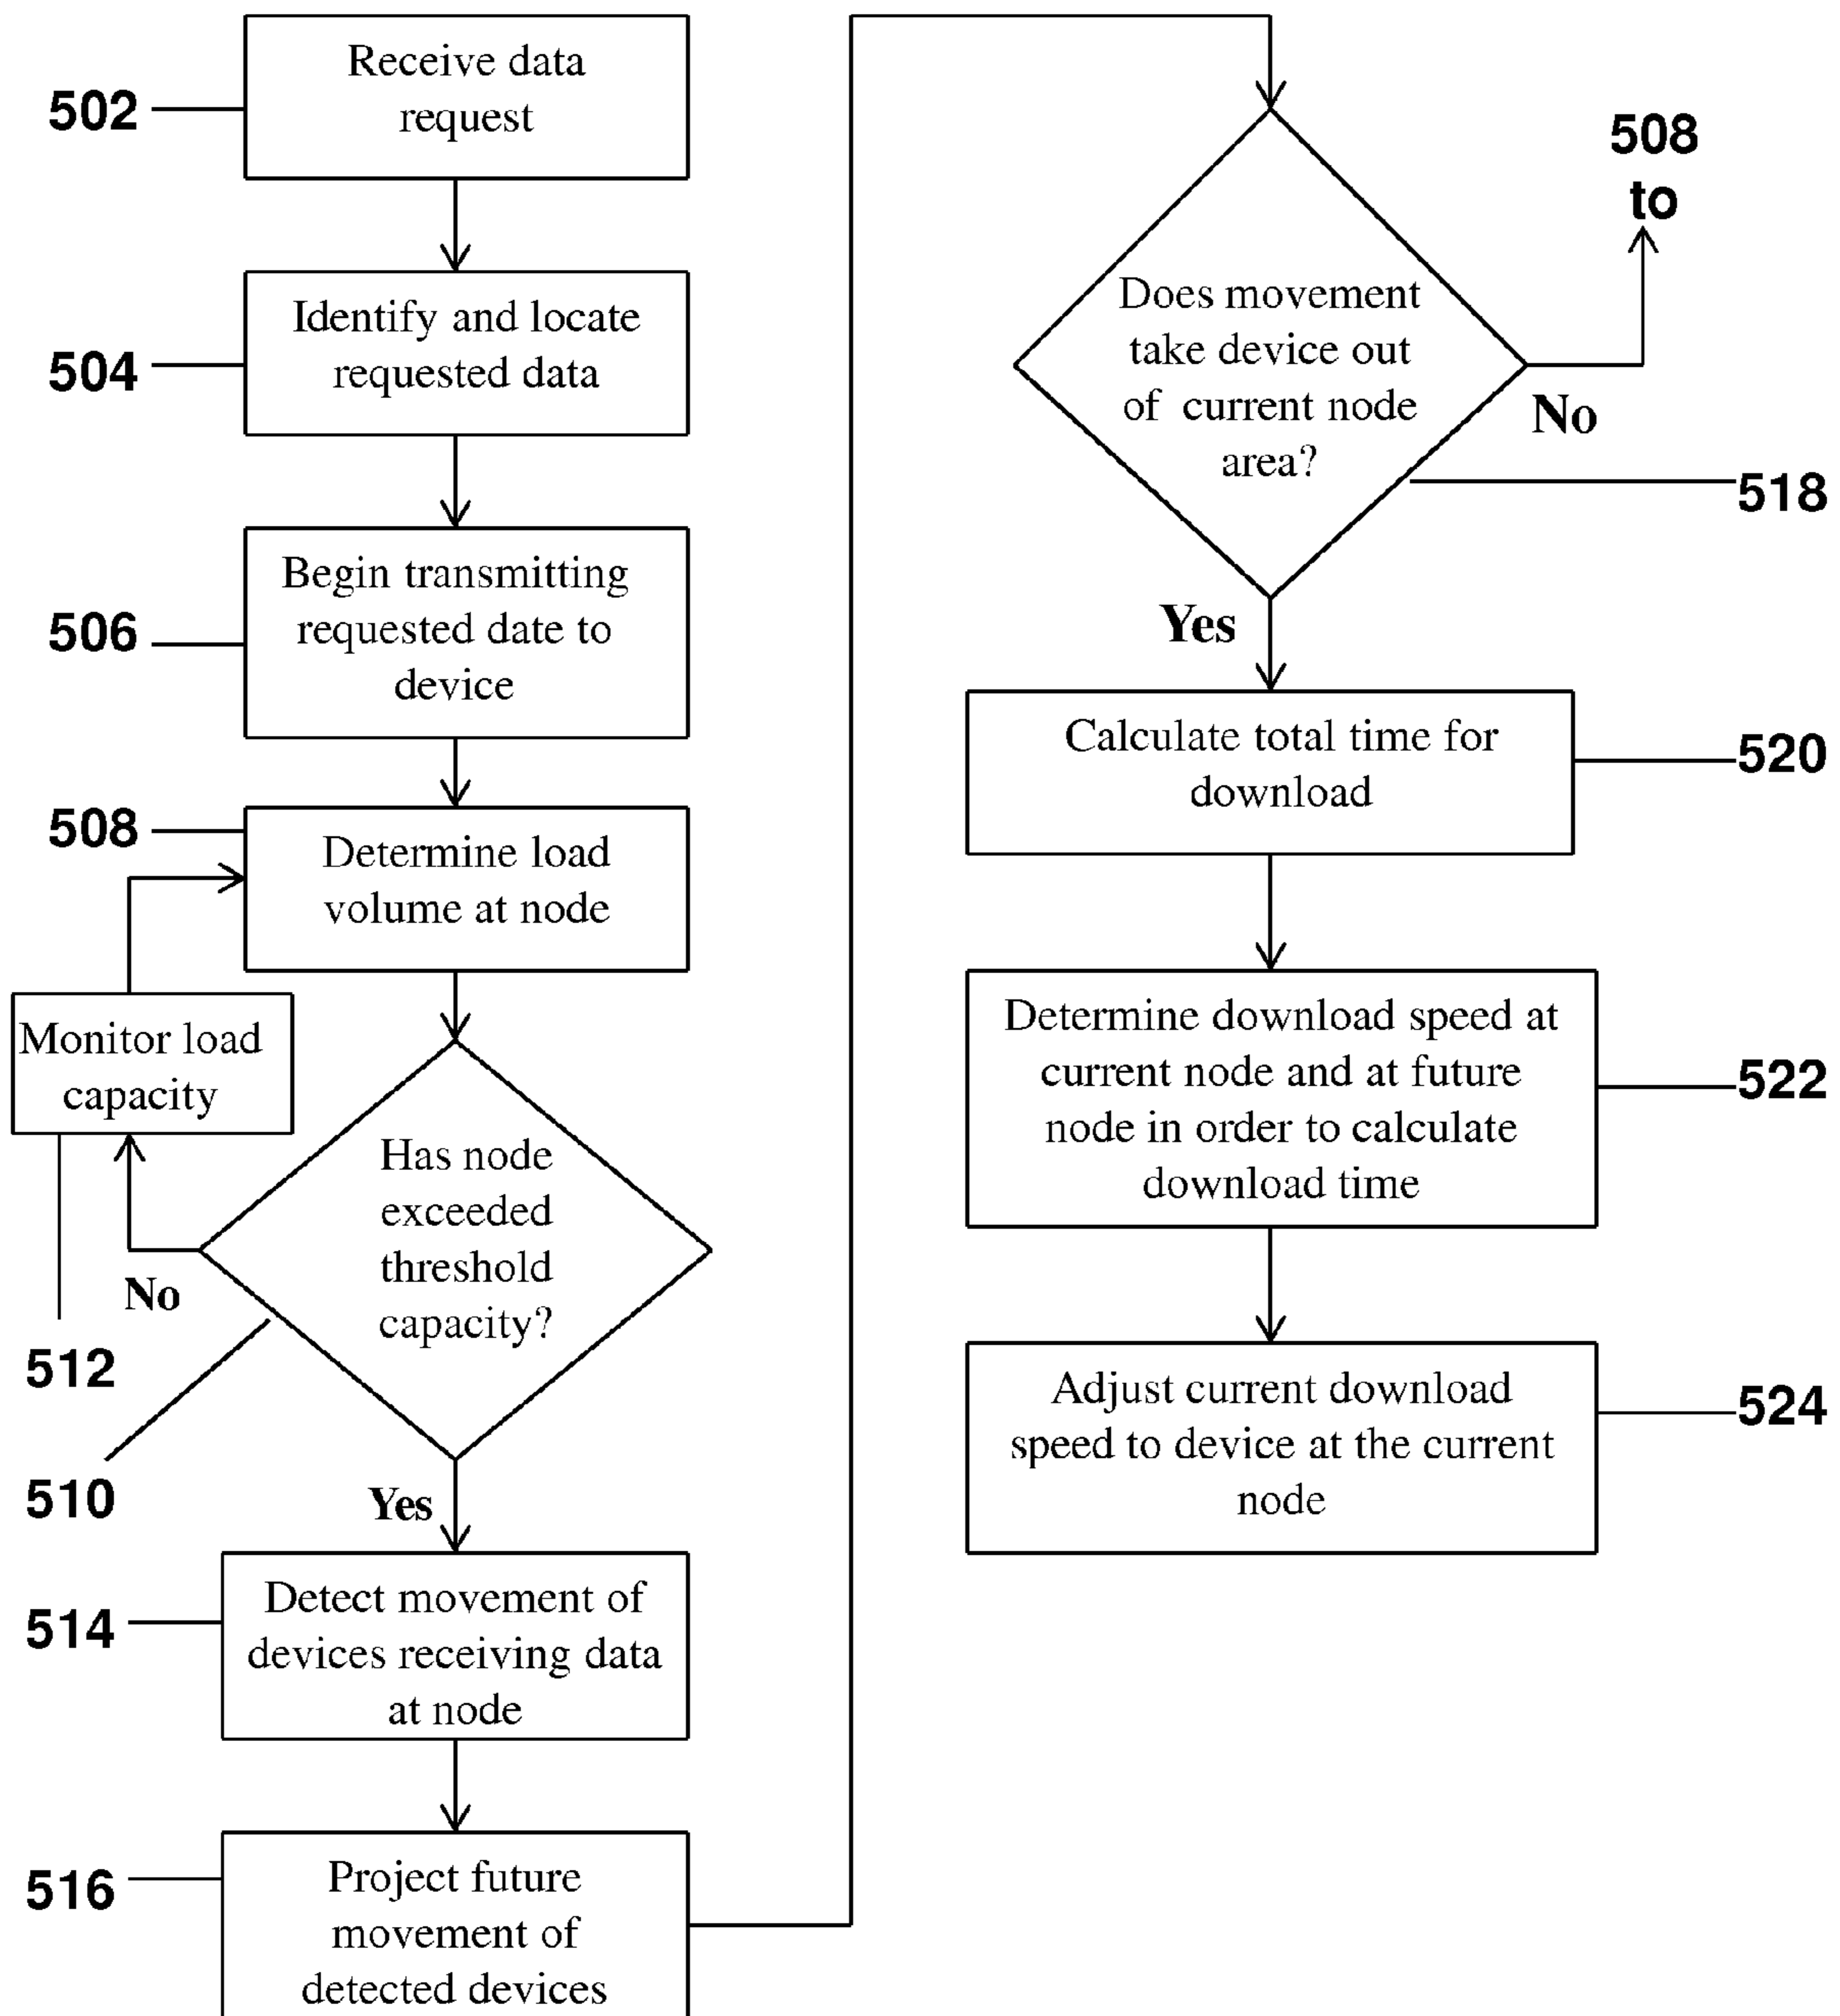 502
Receive data
request
504
Identify and locate
requested data
506
Begin transmitting
requested date to
device
508
Determine load
volume at node
Monitor load
capacity
512
Has node
exceeded
threshold
capacity?
No
510
Yes
514
Detect movement of
devices receiving data
at node
516
Project future
movement of
detected devices
Does movement
take device out
of current node
area?
508
to
No
518
Yes
Calculate total time for
download
520
Determine download speed at
current node and at future
node in order to calculate
download time
522
Adjust current download
speed to device at the current
node
524